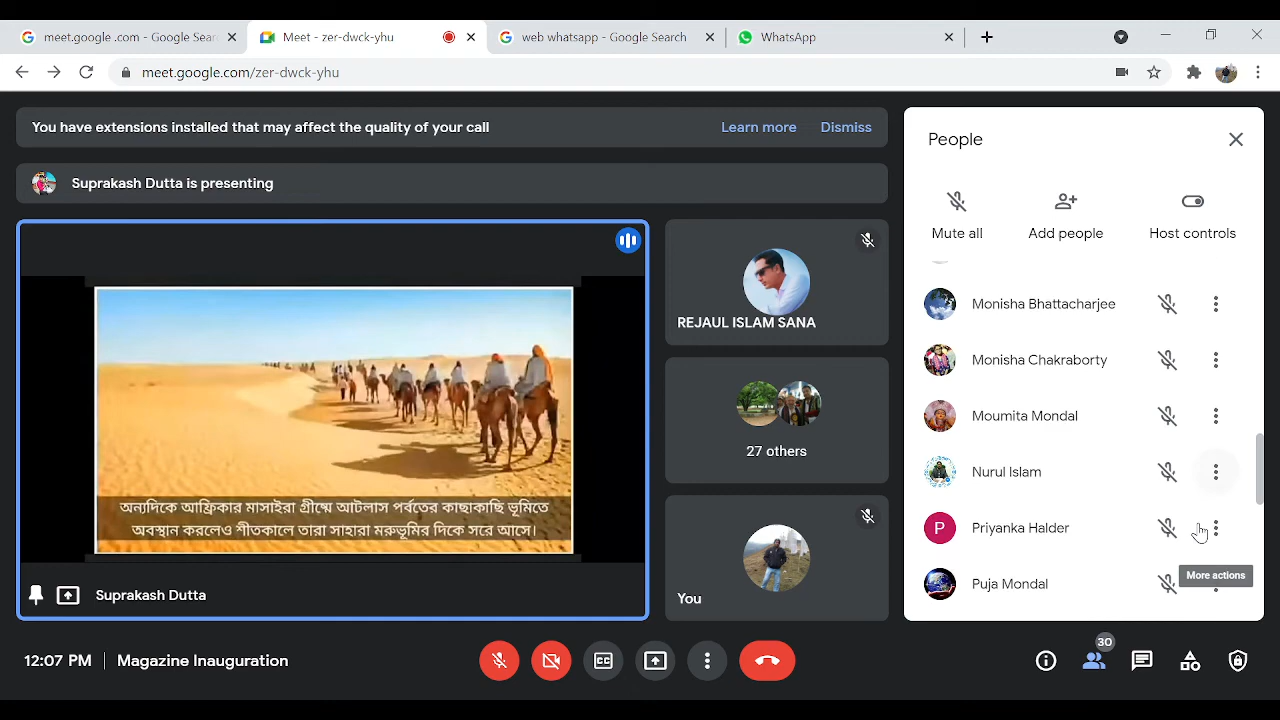 meet.google .com - Google Sear
Meet - zer-dwck-yhu
web whatsapp - Google Search
WhatsApp
meet.google.com/zer-dwck-yhu
You have extensions installed that may affect the quality of your call
Learn more
Dismiss
Suprakash Dutta is presenting
অন্যদিকে আফ্রিকার মাসাইরা গ্রীষ্মে আটলাস পর্বতের কাছাকাছি ভূমিতে
অবস্থান করলেও শীতকালে তারা সাহারা মরুভূমির দিকে সরে আসে।
Suprakash Dutta
REJAUL ISLAM SANA
27 others
You
People
Mute all
Add people
Host controls
Monisha Bhattacharjee
Monisha Chakraborty
Moumita Mondal
Nurul Islam
P
Priyanka Halder
More actions
Puja Mondal
12:07 PM
Magazine Inauguration
CC
30